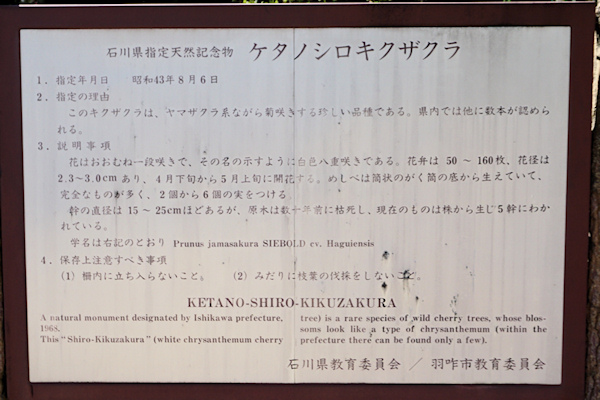 石川県指定天然記念物 ケタノシロキクザクラ
1. 指定年月日 昭和43年8月6日
2. 指定の理由
このキクザクラは、ヤマザクラ系ながら菊咲きする珍しい品種である。県内では他に数本が認めら
れる。
3. 説明事項
花はおおむね一段咲きで、その名の示すように白色八重咲きである。花弁は 50 ～ 160枚、花径は
2.3～3.0cmあり、4月下旬から5月上旬に開花する。めしべは筒状のがく筒の底から生えていて、
完全なものが多く、2個から6個の実をつける。
幹の直径は 15 ～ 25cmほどであるが、原木は数十年前に枯死し、現在のものは株から生じ5幹にわか
れている。
学名は右記のとおり Prunus jamasakura SIEBOLD cv. Haguiensis
4. 保存上注意すべき事項
(1) 柵内に立ち入らないこと。 (2) みだりに枝葉の伐採をしないこと。
KETANO-SHIRO-KIKUZAKURA
A natural monument designated by Ishikawa prefecture,
1968.
This "Shiro-Kikuzakura" (white chrysanthemum cherry
tree) is a rare species of wild cherry trees, whose blos-
soms look like a type of chrysanthemum (within the
prefecture there can be found only a few).
石川県教育委員会 ／ 羽咋市教育委員会